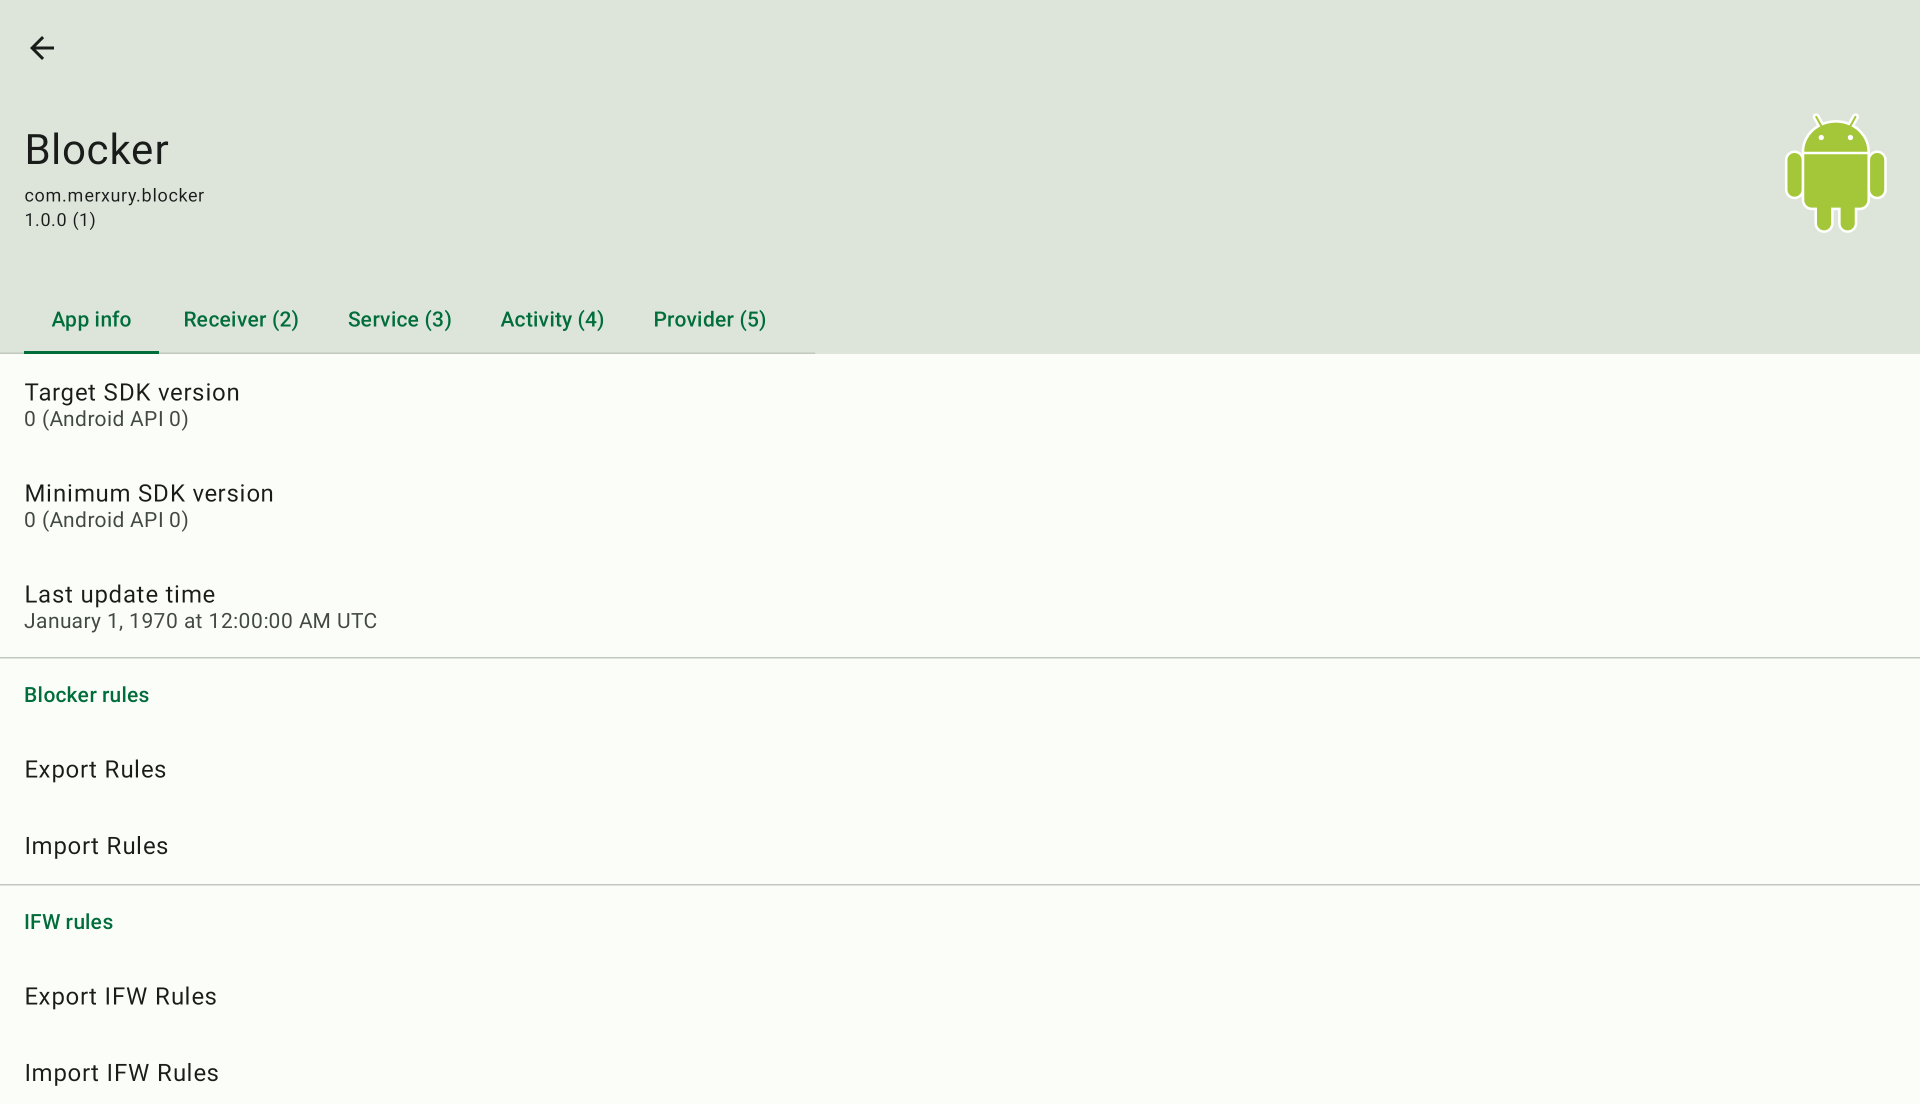 Blocker
com.merxury.blocker
1.0.0 (1)
App info
Receiver (2)
Service (3)
Activity (4)
Provider (5)
Target SDK version
0 (Android API 0)
Minimum SDK version
0 (Android API 0)
Last update time
January 1, 1970 at 12:00:00 AM UTC
Blocker rules
Export Rules
Import Rules
IFW rules
Export IFW Rules
Import IFW Rules